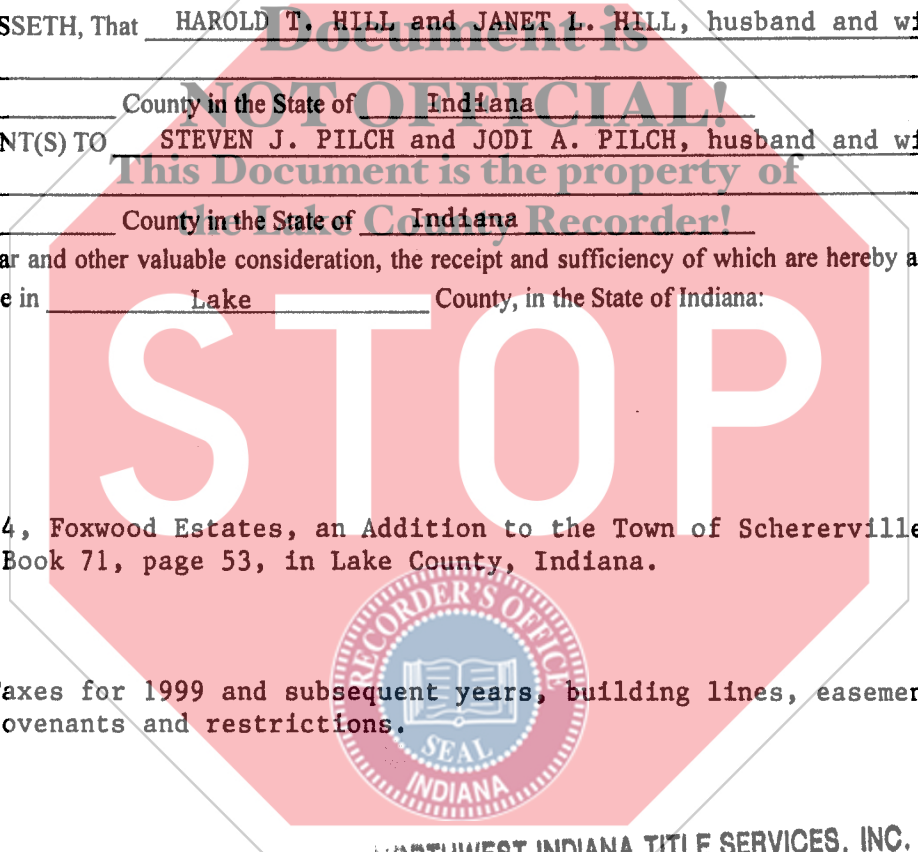 SSETH, That HAROLD T. HILL and JANET L. HILL, husband and wi
Document is
County in the State of Indiana
NOT OFFICIAL!
NT(S) TO STEVEN J. PILCH and JODI A. PILCH, husband and wi
This Document is the property of
County in the State of Indiana
the Lake County Recorder!
ar and other valuable consideration, the receipt and sufficiency of which are hereby a
e in Lake County, in the State of Indiana:
STOP
4, Foxwood Estates, an Addition to the Town of Schererville
Book 71, page 53, in Lake County, Indiana.
RECORDER'S OFFICE
axes for 1999 and subsequent years, building lines, easemen
ovenants and restrictions.
SEAL
INDIANA
NORTHWEST INDIANA TITLE SERVICES, INC.